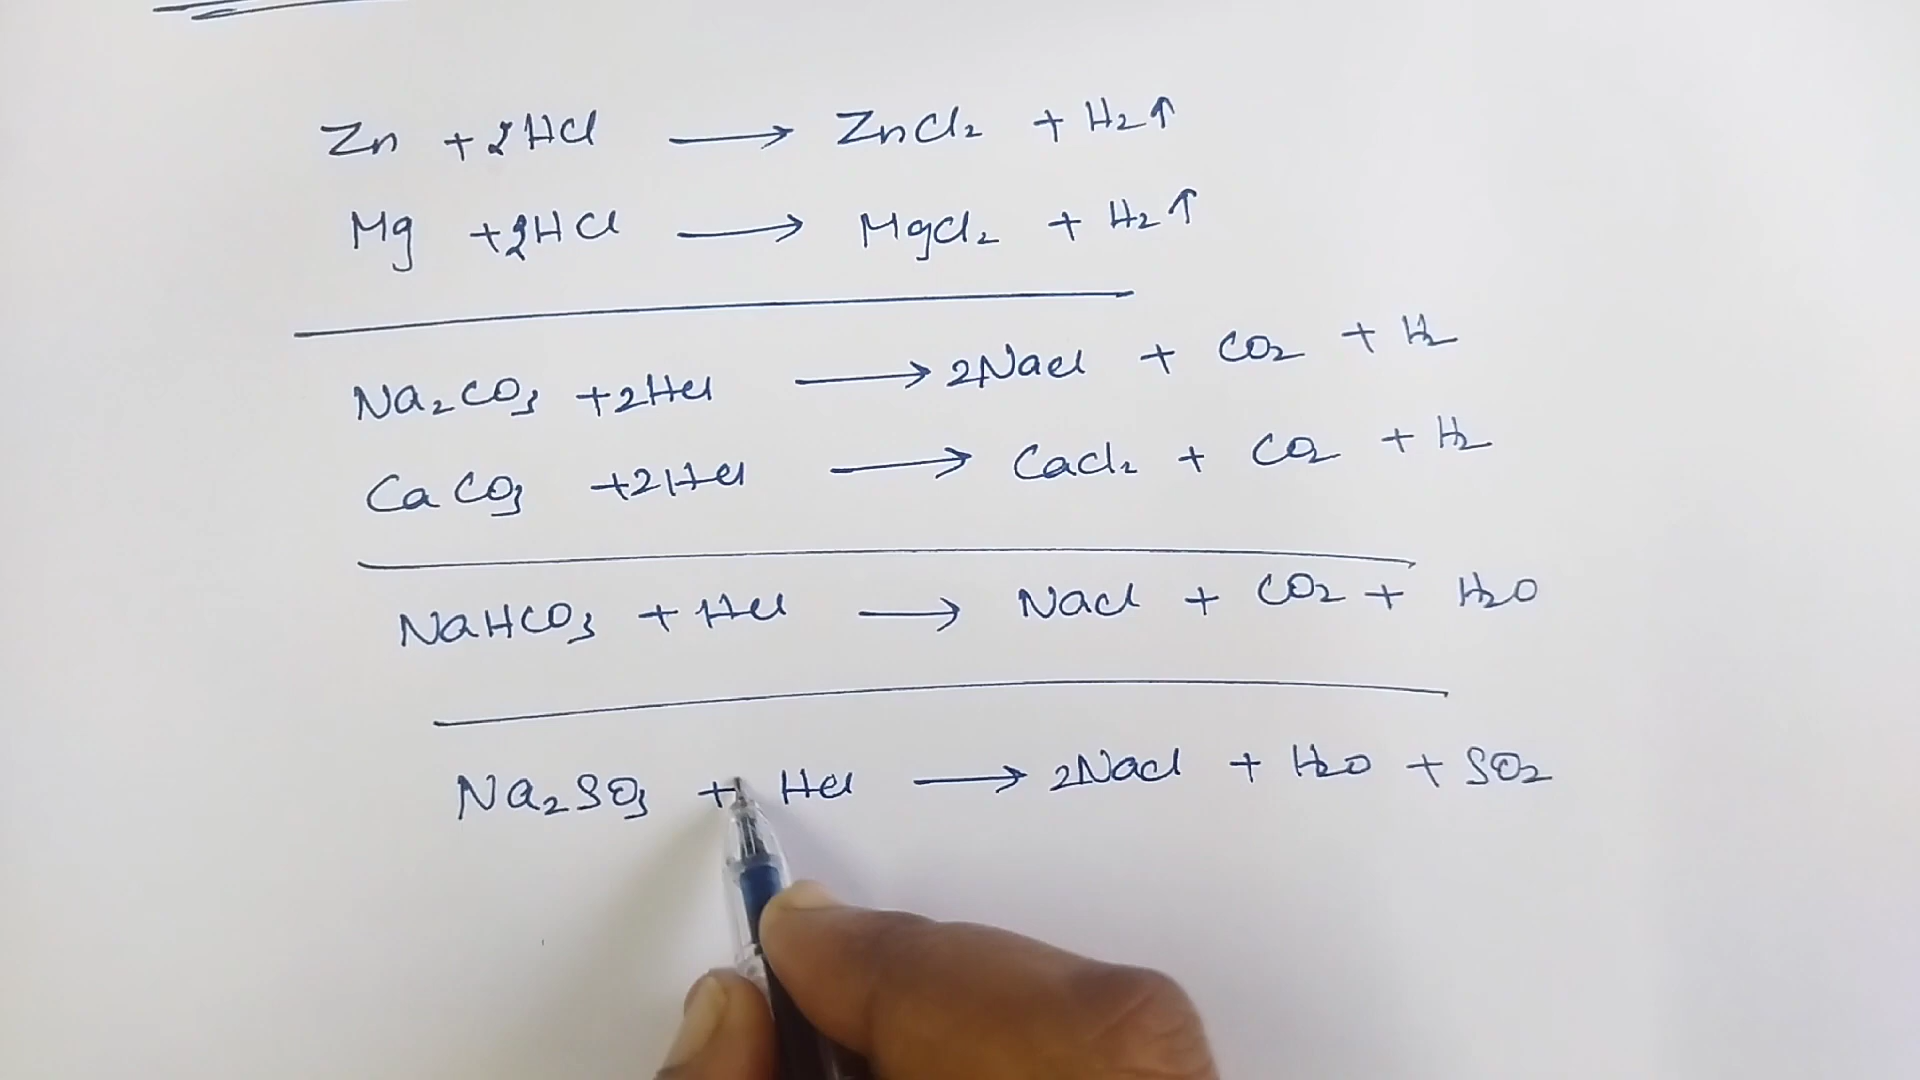 Zn + 2HCl ⟶ ZnCl₂ + H₂↑
Mg + 2HCl ⟶ MgCl₂ + H₂↑
Na₂CO₃ + 2HCl ⟶ 2NaCl + CO₂ + H₂
CaCO₃ + 2HCl ⟶ CaCl₂ + CO₂ + H₂
NaHCO₃ + HCl ⟶ NaCl + CO₂ + H₂O
Na₂SO₃ + HCl ⟶ 2NaCl + H₂O + SO₂